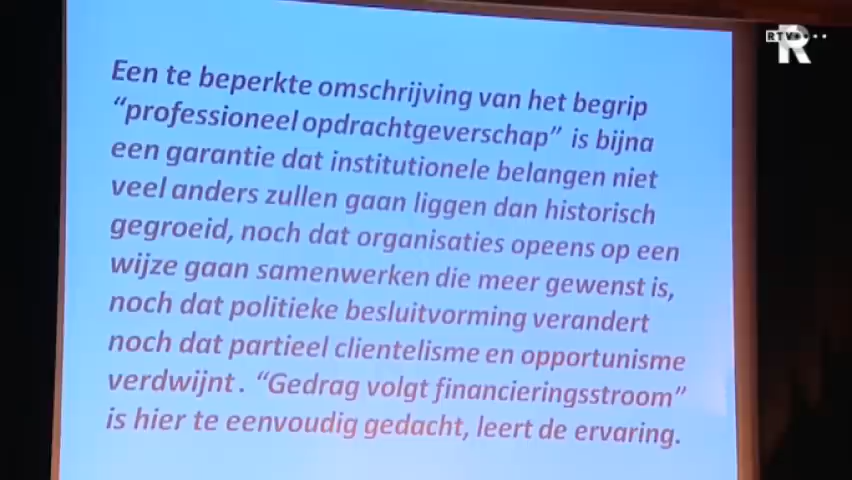 RTV
R
Een te beperkte omschrijving van het begrip
“professioneel opdrachtgeverschap” is bijna
een garantie dat institutionele belangen niet
veel anders zullen gaan liggen dan historisch
gegroeid, noch dat organisaties opeens op een
wijze gaan samenwerken die meer gewenst is,
noch dat politieke besluitvorming verandert
noch dat partieel clientelisme en opportunisme
verdwijnt. “Gedrag volgt financieringsstroom”
is hier te eenvoudig gedacht, leert de ervaring.